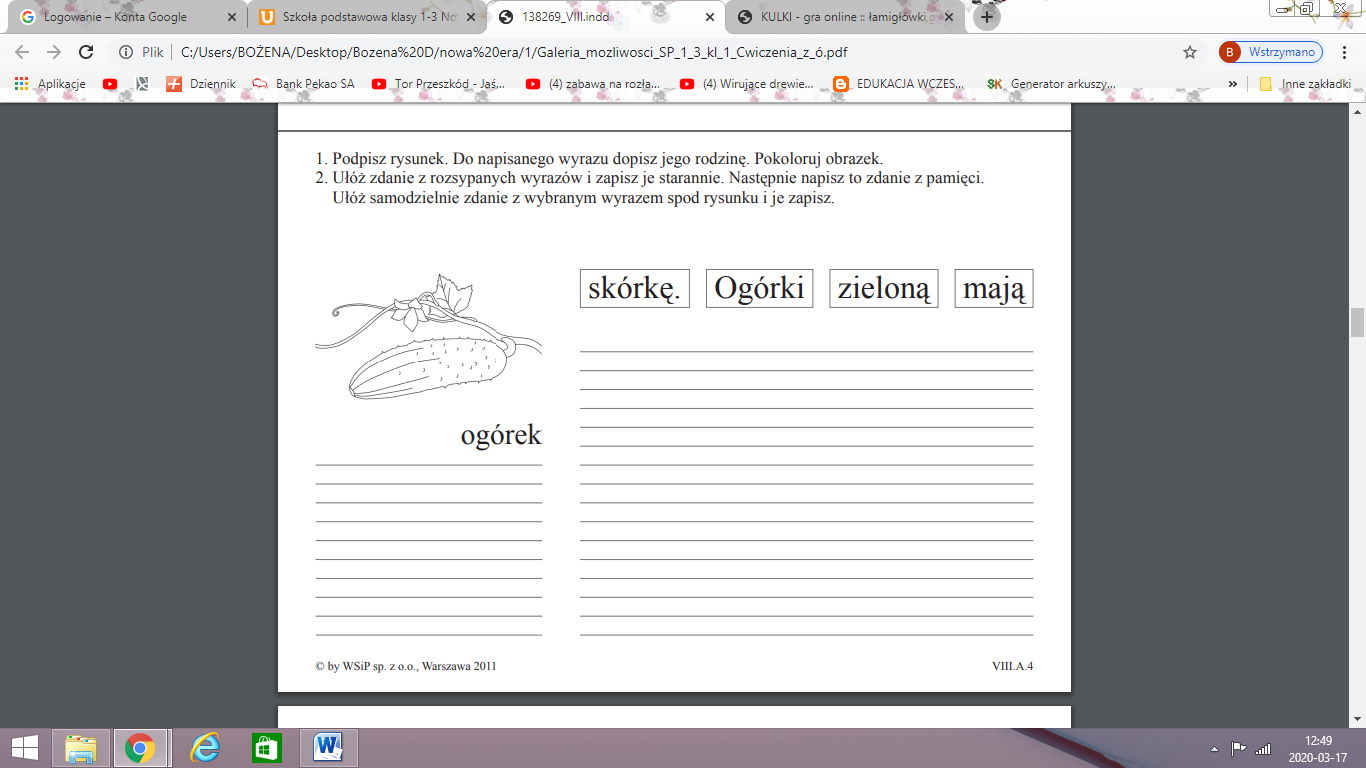 Logowanie – Konta Google
Szkoła podstawowa klasy 1-3 No
138269_VIII.indd
KULKI - gra online :: łamigłówki,g
Plik
C:/Users/BOŻENA/Desktop/Bozena%20D/nowa%20era/1/Galeria_mozliwosci_SP_1_3_kl_1_Cwiczenia_z_ó.pdf
B Wstrzymano
Aplikacje
Dziennik
Bank Pekao SA
Tor Przeszkód - Jaś...
(4) zabawa na rozła...
(4) Wirujące drewie...
EDUKACJA WCZES...
SK Generator arkuszy...
»
Inne zakładki
1. Podpisz rysunek. Do napisanego wyrazu dopisz jego rodzinę. Pokoloruj obrazek.
2. Ułóż zdanie z rozsypanych wyrazów i zapisz je starannie. Następnie napisz to zdanie z pamięci.
Ułóż samodzielnie zdanie z wybranym wyrazem spod rysunku i je zapisz.
skórkę. Ogórki zieloną mają
ogórek
© by WSiP sp. z o.o., Warszawa 2011
VIII.A.4
12:49
2020-03-17